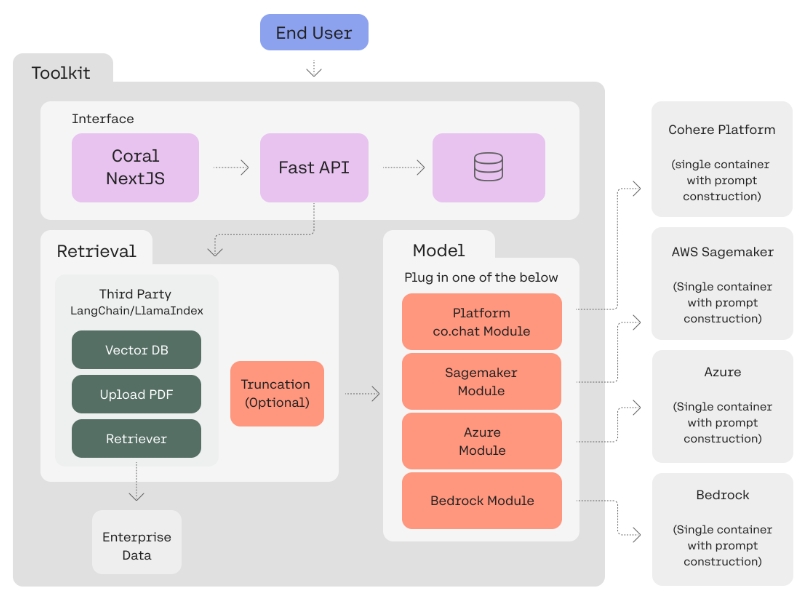 End User
Toolkit
Interface
Coral
NextJS
Fast API
Retrieval
Third Party
LangChain/LlamaIndex
Vector DB
Upload PDF
Retriever
Truncation
(Optional)
Enterprise
Data
Model
Plug in one of the below
Platform
co.chat Module
Sagemaker
Module
Azure
Module
Bedrock Module
Cohere Platform
(single container
with prompt
construction)
AWS Sagemaker
(Single container
with prompt
construction)
Azure
(Single container
with prompt
construction)
Bedrock
(Single container
with prompt
construction)